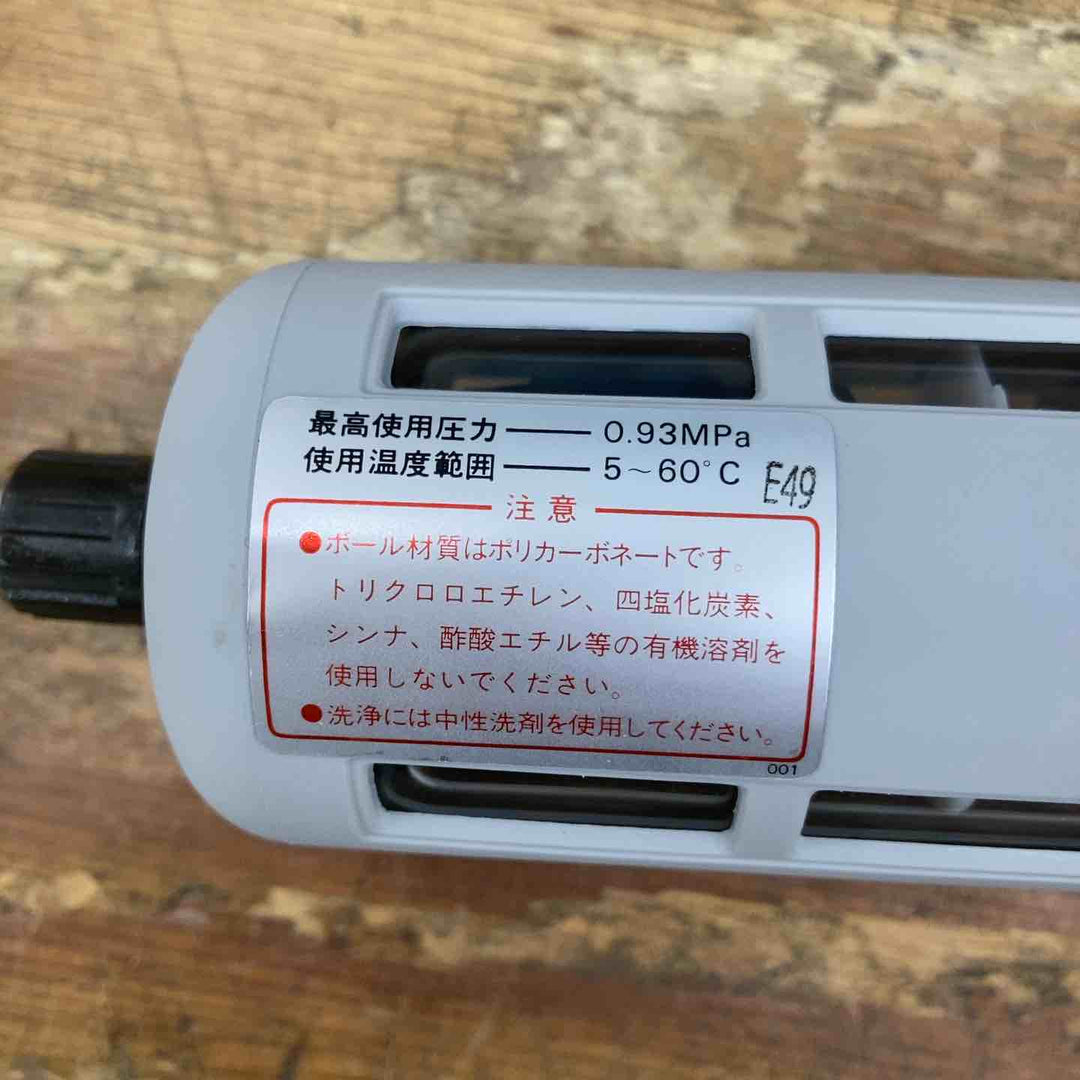 最高使用圧力 ―― 0.93MPa
使用温度範囲 ―― 5～60°C
E49
注意
●ボール材質はポリカーボネートです。
トリクロロエチレン、四塩化炭素、
シンナ、酢酸エチル等の有機溶剤を
使用しないでください。
●洗浄には中性洗剤を使用してください。
001